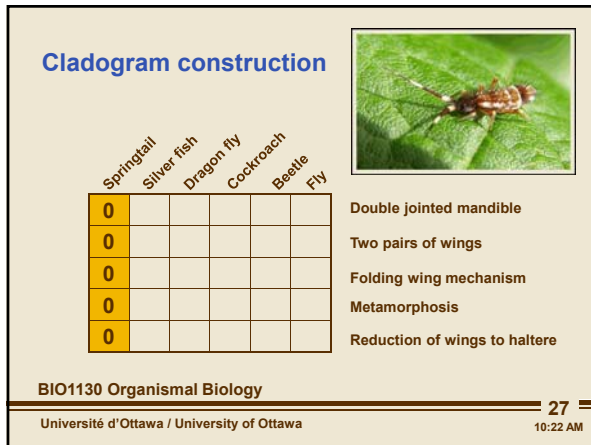 Cladogram construction
Springtail
Silver fish
Dragon fly
Cockroach
Beetle
Fly
0
Double jointed mandible
0
Two pairs of wings
0
Folding wing mechanism
0
Metamorphosis
0
Reduction of wings to haltere
BIO1130 Organismal Biology
27
Université d'Ottawa / University of Ottawa
10:22 AM